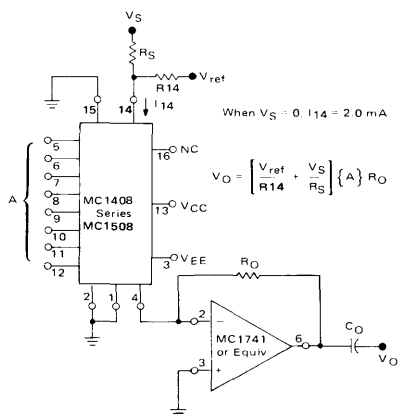 VS
RS
R14
Vref
15
14
I14
When VS = 0, I14 = 2.0 mA
5
6
7
8
9
10
11
12
A
MC1408
Series
MC1508
16
NC
13
VCC
3
VEE
VO = [Vref/R14 + VS/RS] {A} RO
2
1
4
RO
2
−
MC1741
or Equiv
6
3
+
CO
VO